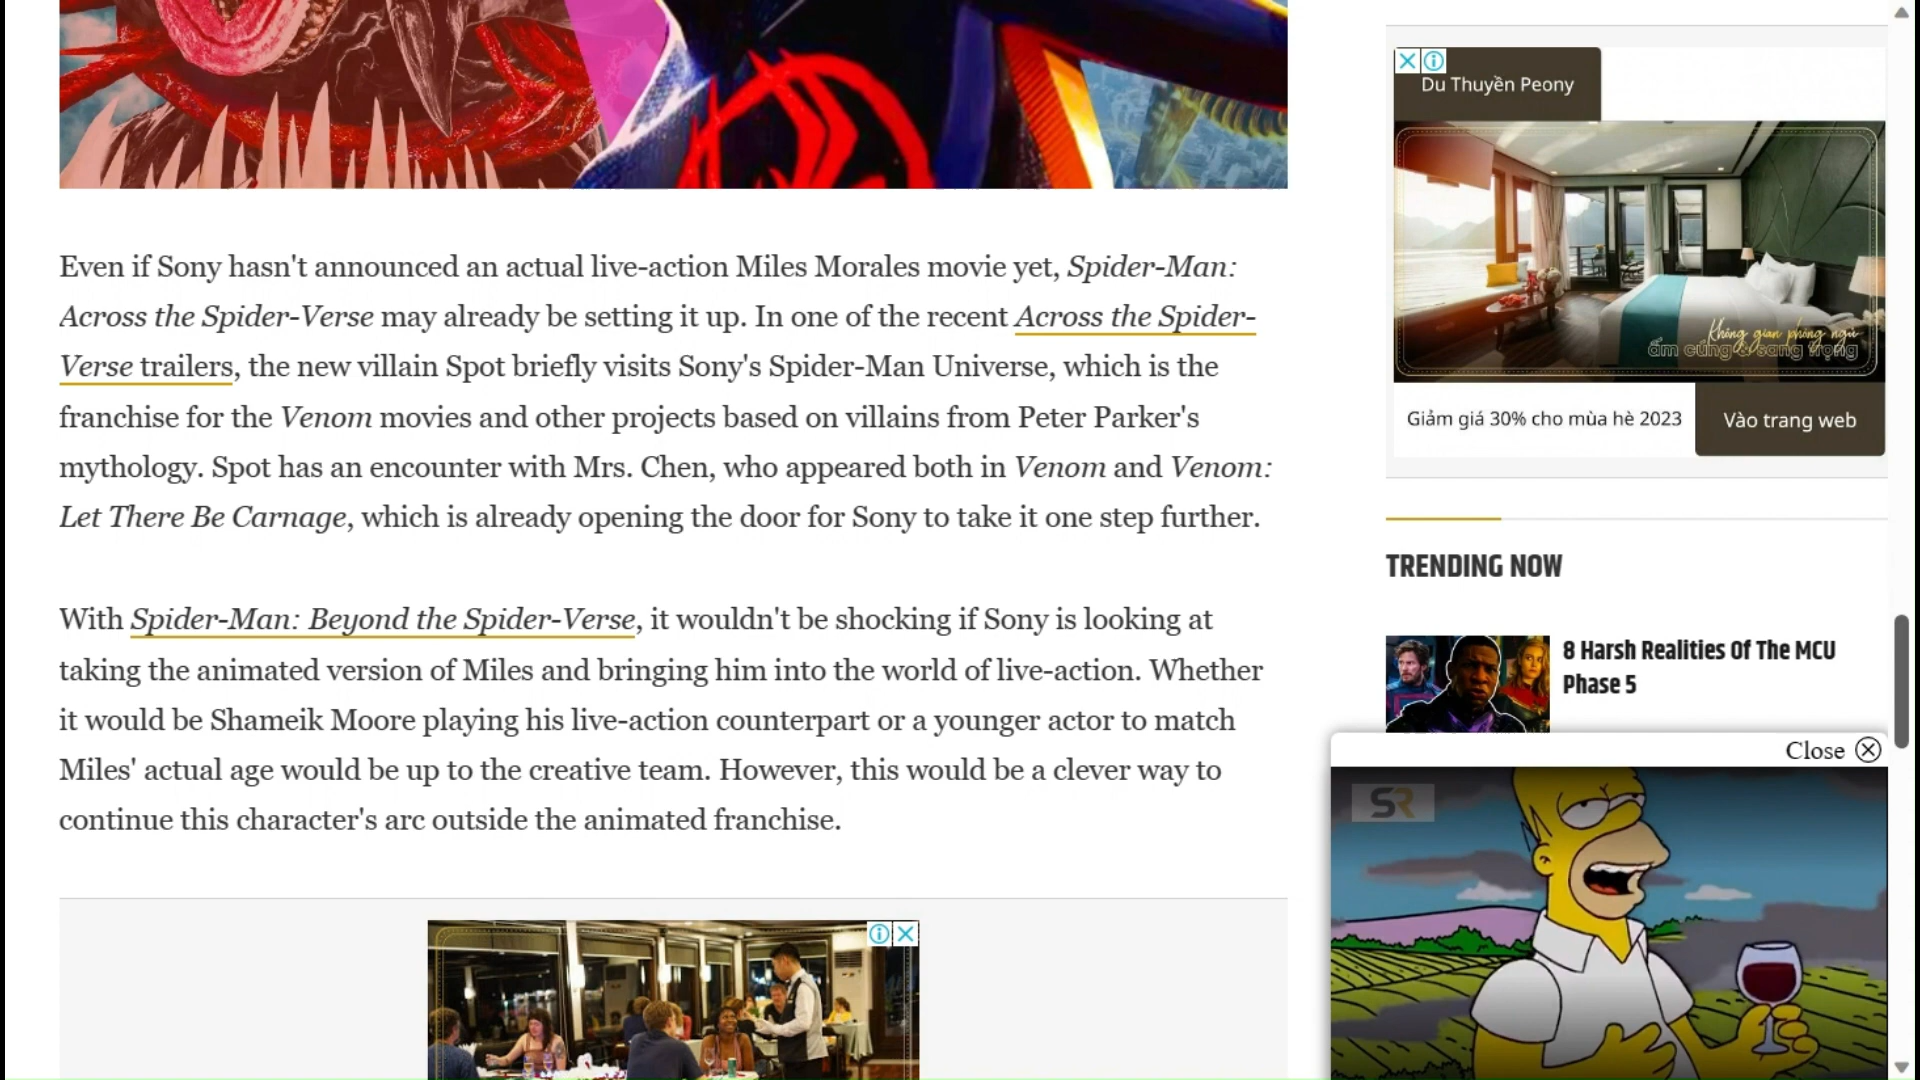 Du Thuyền Peony
Không gian phòng ngủ
ấm cúng & sang trọng
Giảm giá 30% cho mùa hè 2023
Vào trang web
Even if Sony hasn't announced an actual live-action Miles Morales movie yet, Spider-Man:
Across the Spider-Verse may already be setting it up. In one of the recent Across the Spider-
Verse trailers, the new villain Spot briefly visits Sony's Spider-Man Universe, which is the
franchise for the Venom movies and other projects based on villains from Peter Parker's
mythology. Spot has an encounter with Mrs. Chen, who appeared both in Venom and Venom:
Let There Be Carnage, which is already opening the door for Sony to take it one step further.
With Spider-Man: Beyond the Spider-Verse, it wouldn't be shocking if Sony is looking at
taking the animated version of Miles and bringing him into the world of live-action. Whether
it would be Shameik Moore playing his live-action counterpart or a younger actor to match
Miles' actual age would be up to the creative team. However, this would be a clever way to
continue this character's arc outside the animated franchise.
TRENDING NOW
8 Harsh Realities Of The MCU
Phase 5
Close
SR